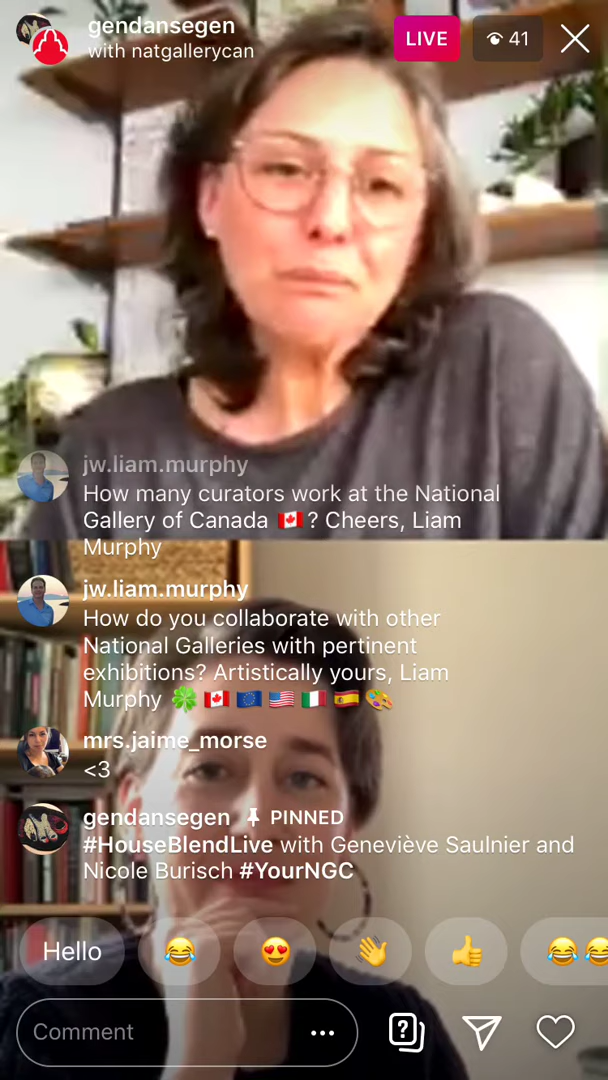 gendansegen
with natgallerycan
LIVE
41
jw.liam.murphy
How many curators work at the National
Gallery of Canada 🇨🇦 ? Cheers, Liam
Murphy
jw.liam.murphy
How do you collaborate with other
National Galleries with pertinent
exhibitions? Artistically yours, Liam
Murphy 🍀 🇨🇦 🇪🇺 🇺🇸 🇮🇹 🇪🇸 🎨
mrs.jaime_morse
<3
gendansegen 📌 PINNED
#HouseBlendLive with Geneviève Saulnier and
Nicole Burisch #YourNGC
Hello 😂 😍 👋 👍 😂😂
Comment ...